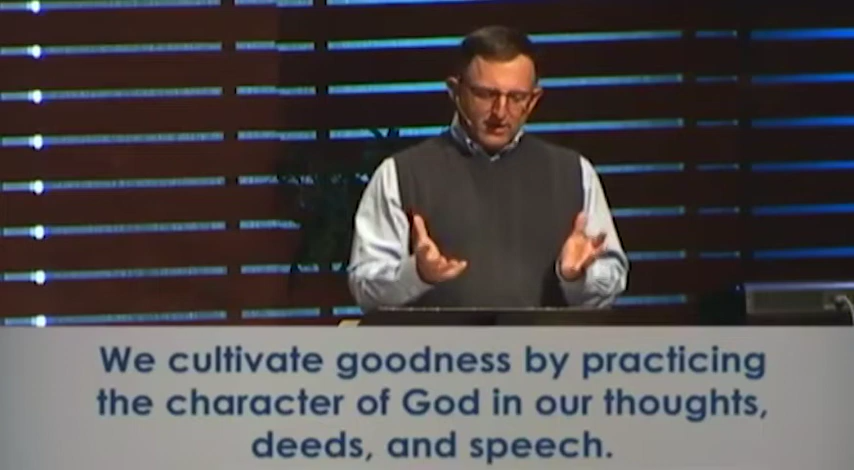 We cultivate goodness by practicing
the character of God in our thoughts,
deeds, and speech.